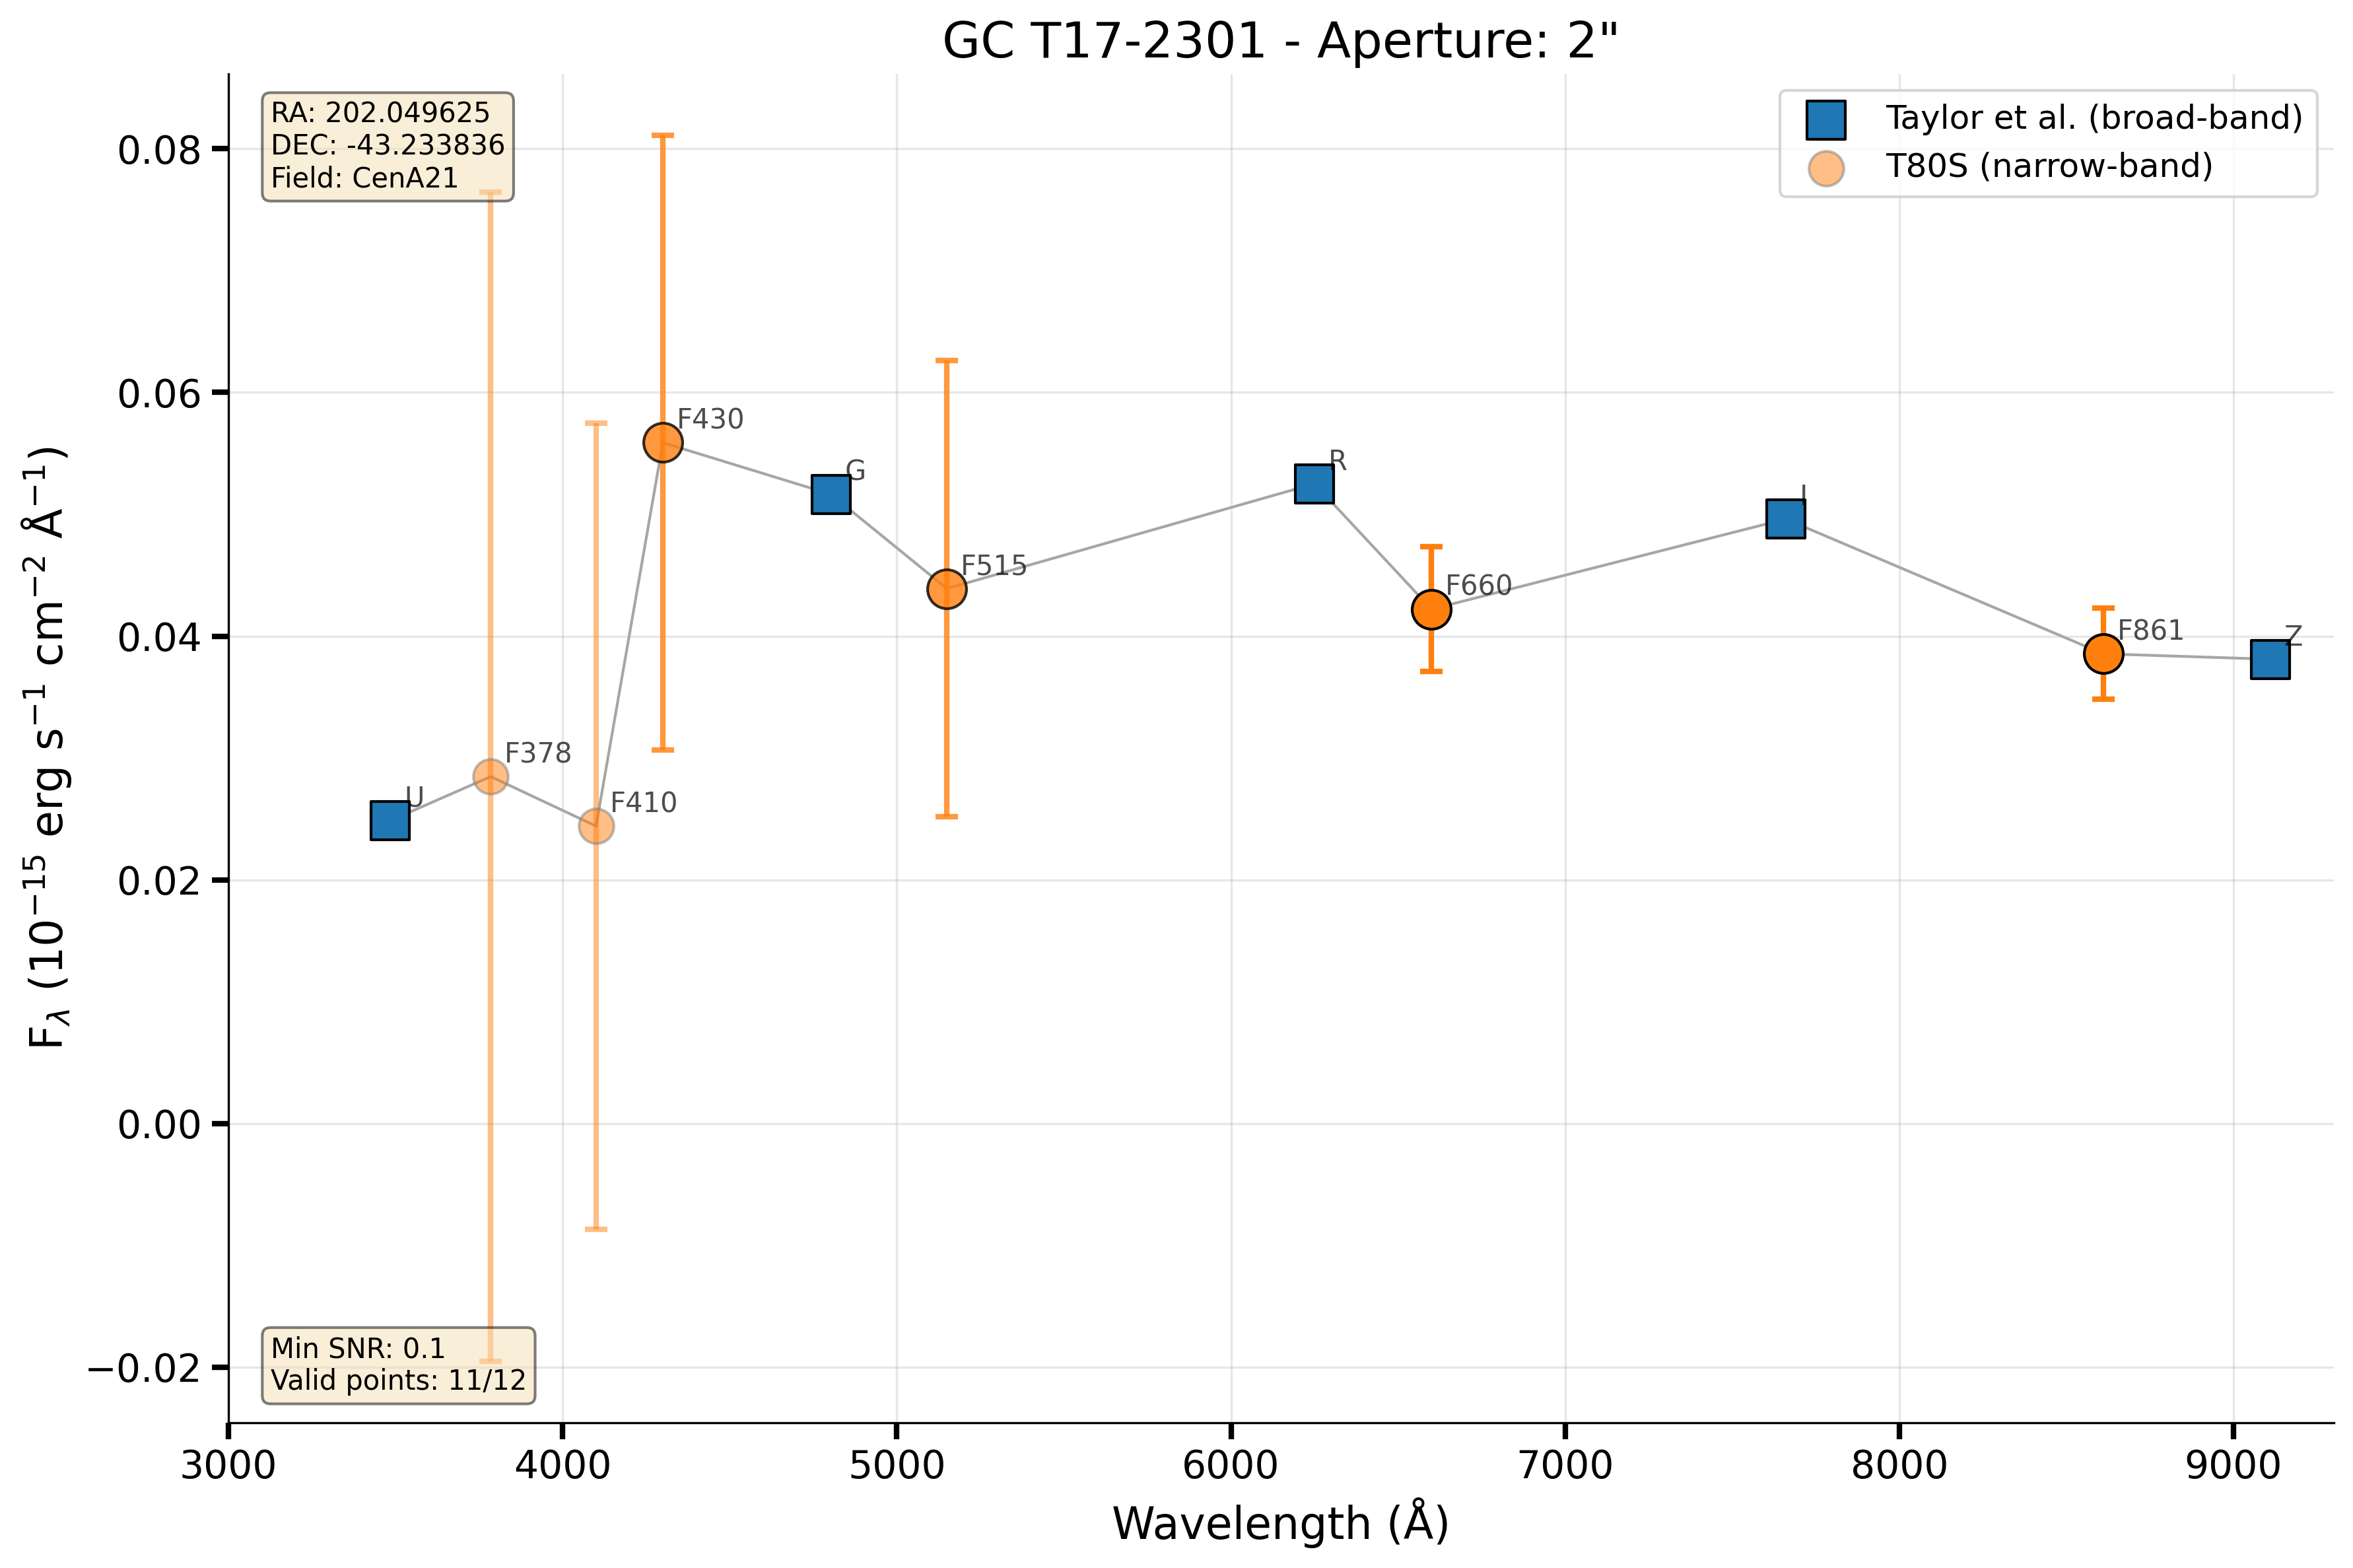 GC T17-2301 - Aperture: 2"
RA: 202.049625
DEC: -43.233836
Field: CenA21
Taylor et al. (broad-band)
T80S (narrow-band)
0.08
0.06
0.04
0.02
0.00
−0.02
F$_λ$ (10$^{-15}$ erg s$^{-1}$ cm$^{-2}$ Å$^{-1}$)
U
F378
F410
F430
G
F515
R
F660
I
F861
Z
Min SNR: 0.1
Valid points: 11/12
3000 4000 5000 6000 7000 8000 9000
Wavelength (Å)